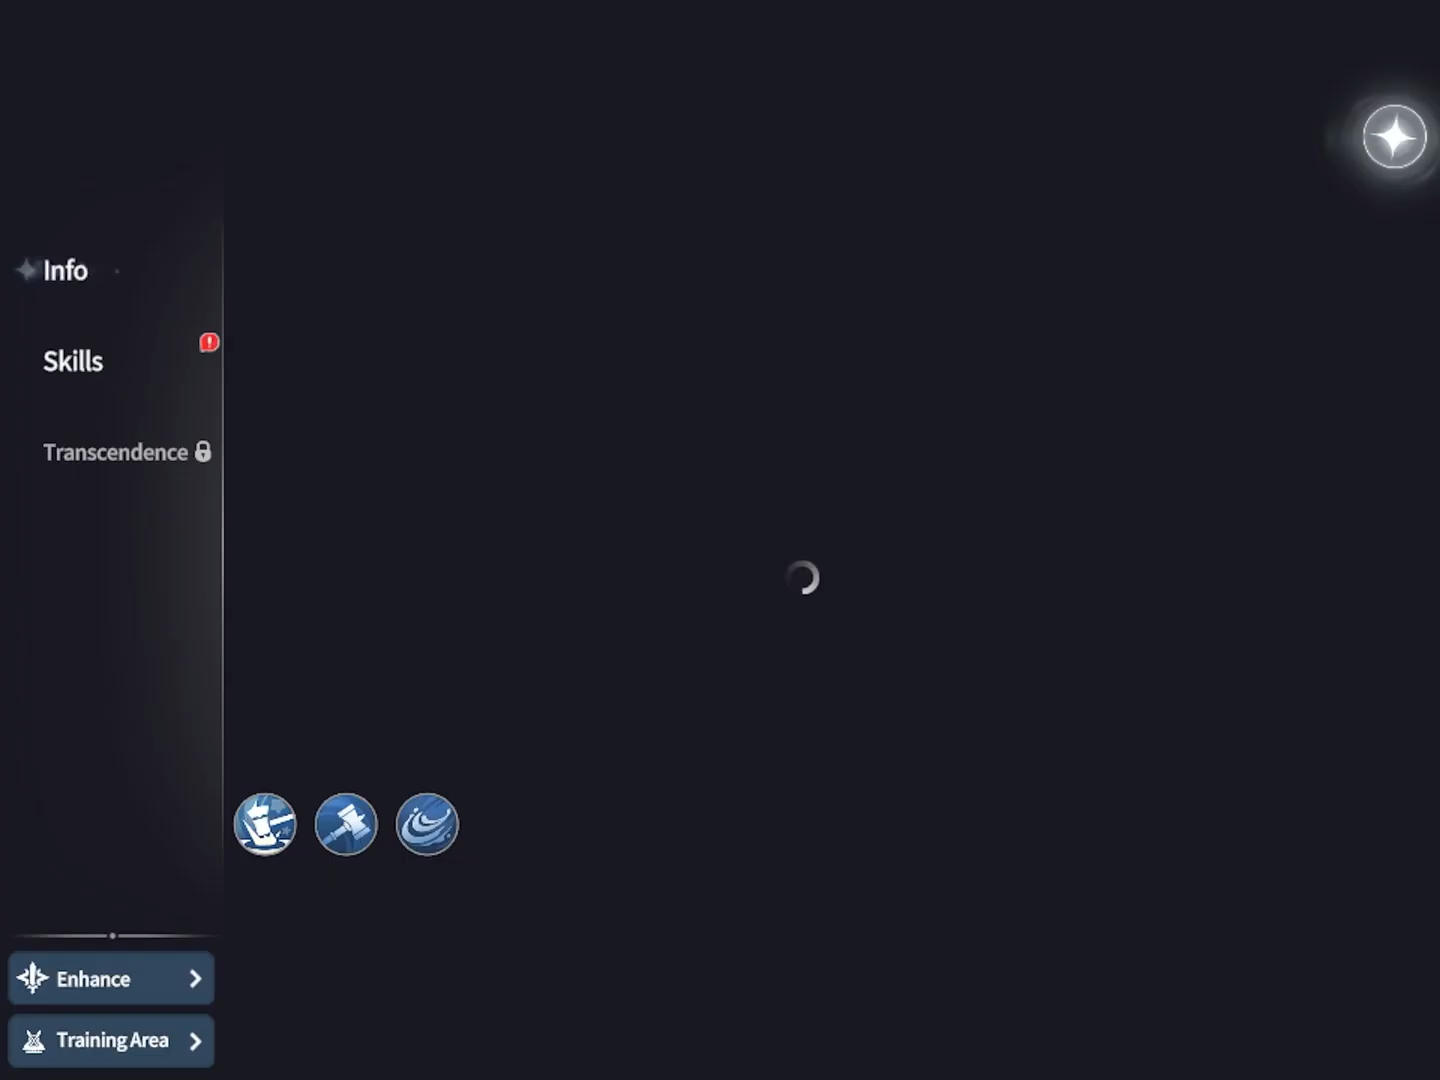 Info
Skills
Transcendence
Enhance
Training Area